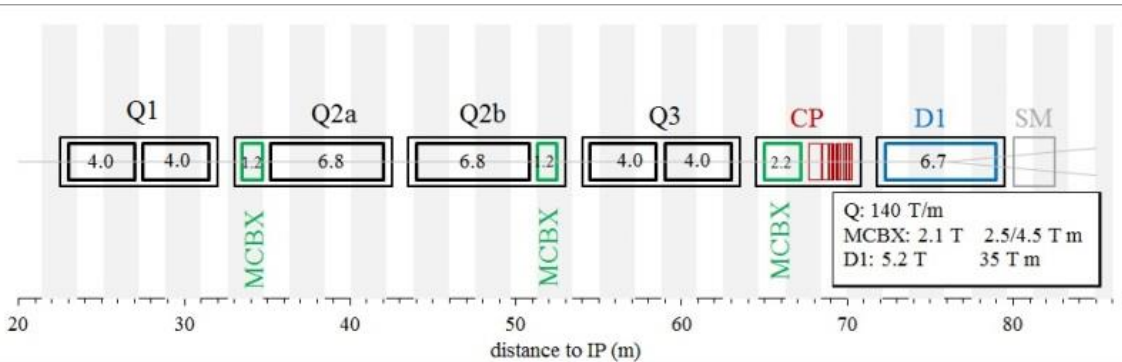 Q1 Q2a Q2b Q3 CP D1 SM
4.0 4.0 1.2 6.8 6.8 1.2 4.0 4.0 2.2 6.7
MCBX MCBX MCBX
Q: 140 T/m
MCBX: 2.1 T 2.5/4.5 T m
D1: 5.2 T 35 T m
20 30 40 50 60 70 80
distance to IP (m)